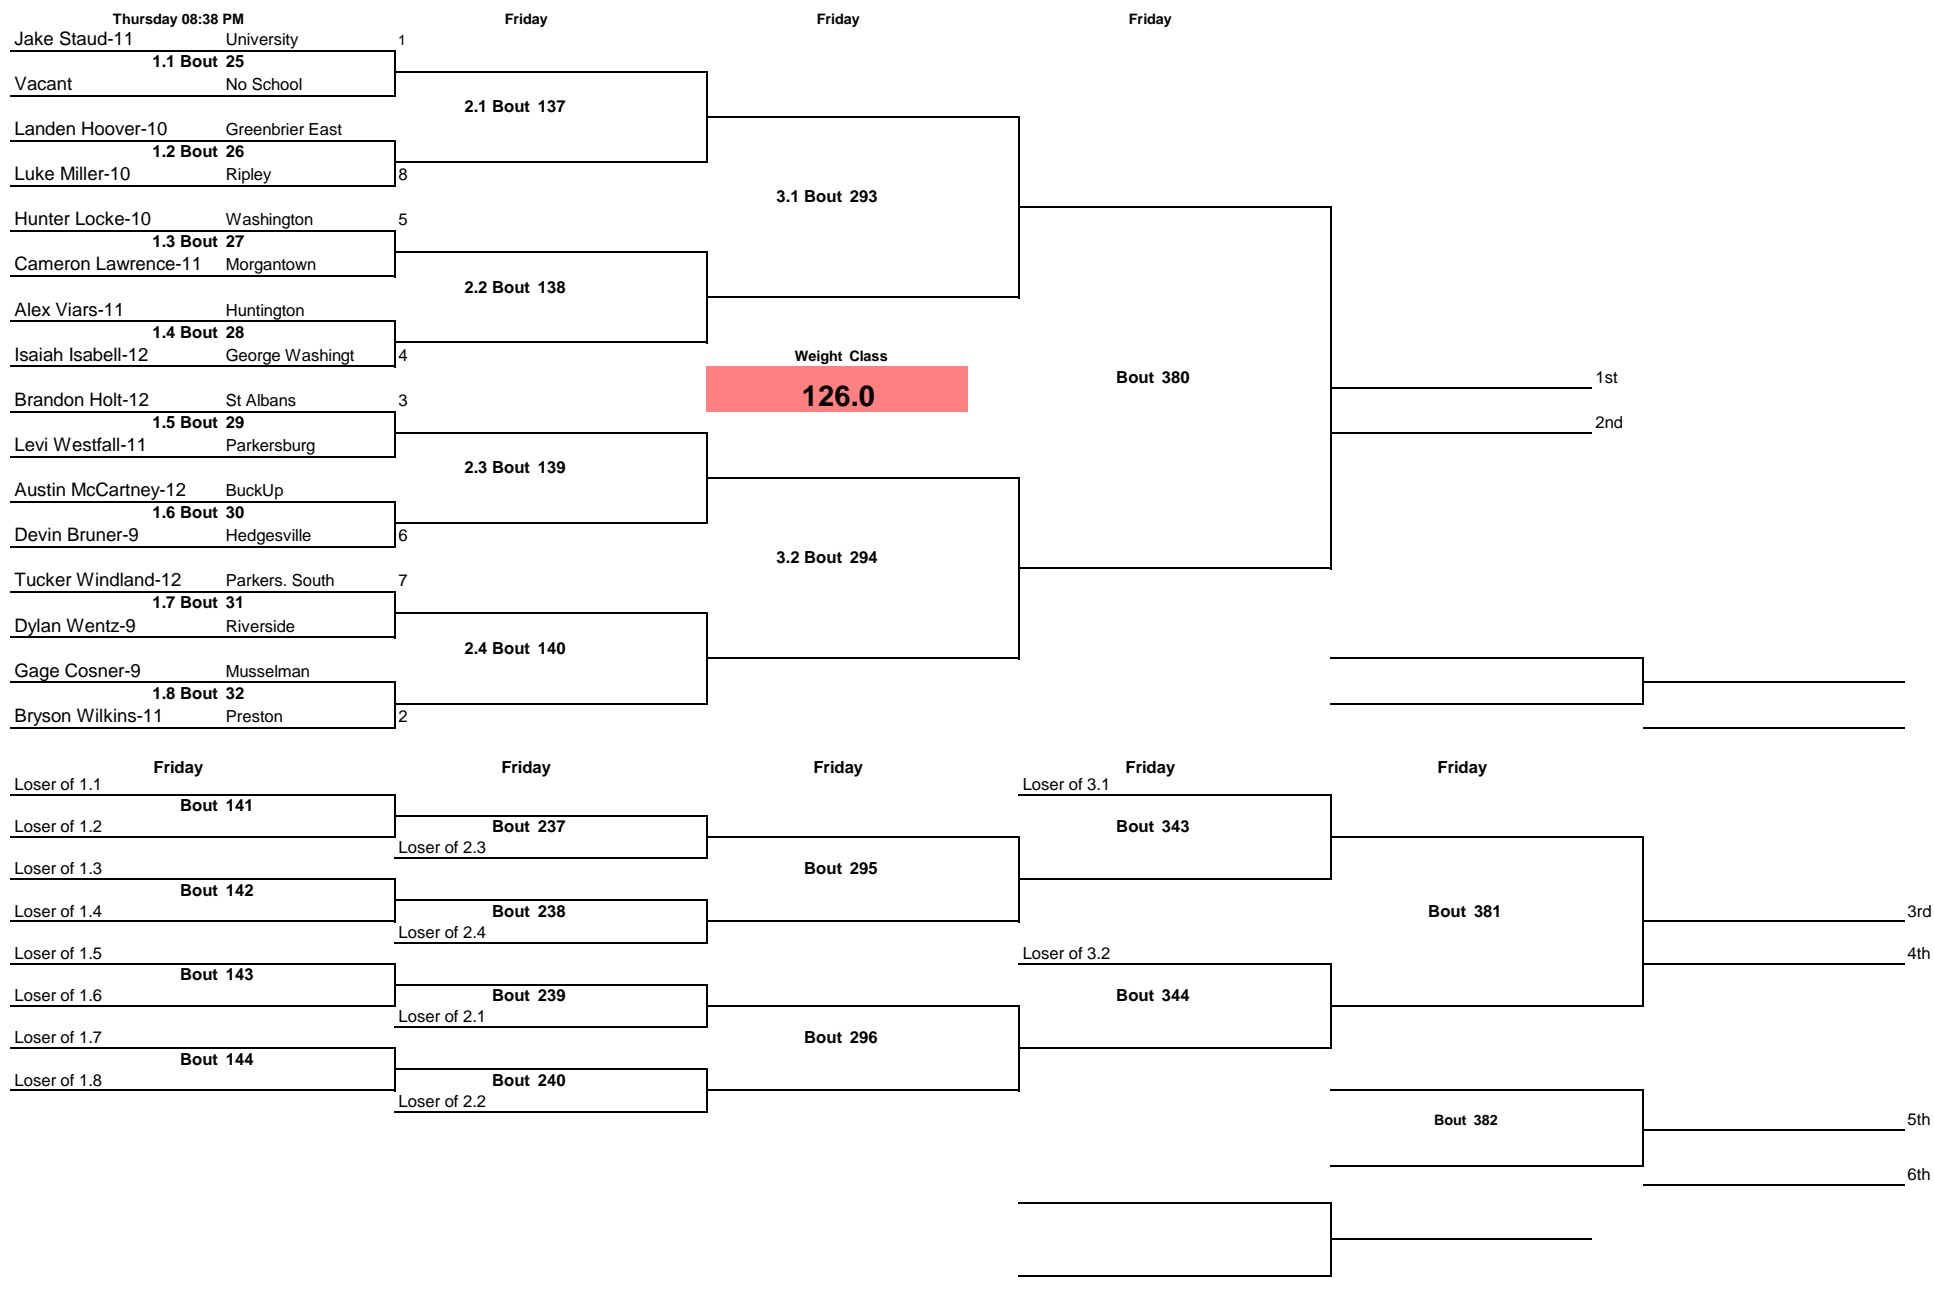 Thursday 08:38 PM Friday Friday Friday
Jake Staud-11 University 1
1.1 Bout 25
Vacant No School
2.1 Bout 137
Landen Hoover-10 Greenbrier East
1.2 Bout 26
Luke Miller-10 Ripley 8
3.1 Bout 293
Hunter Locke-10 Washington 5
1.3 Bout 27
Cameron Lawrence-11 Morgantown
2.2 Bout 138
Alex Viars-11 Huntington
1.4 Bout 28
Isaiah Isabell-12 George Washingt 4
Weight Class
Bout 380
1st
126.0
Brandon Holt-12 St Albans 3
1.5 Bout 29
2nd
Levi Westfall-11 Parkersburg
2.3 Bout 139
Austin McCartney-12 BuckUp
1.6 Bout 30
Devin Bruner-9 Hedgesville 6
3.2 Bout 294
Tucker Windland-12 Parkers. South 7
1.7 Bout 31
Dylan Wentz-9 Riverside
2.4 Bout 140
Gage Cosner-9 Musselman
1.8 Bout 32
Bryson Wilkins-11 Preston 2
Friday Friday Friday Friday Friday
Loser of 1.1 Loser of 3.1
Bout 141
Loser of 1.2 Bout 237 Bout 343
Loser of 2.3
Loser of 1.3 Bout 295
Bout 142
Loser of 1.4 Bout 238 Bout 381 3rd
Loser of 2.4
Loser of 1.5 Loser of 3.2 4th
Bout 143
Loser of 1.6 Bout 239 Bout 344
Loser of 2.1
Loser of 1.7 Bout 296
Bout 144
Loser of 1.8 Bout 240
Loser of 2.2
Bout 382 5th
6th